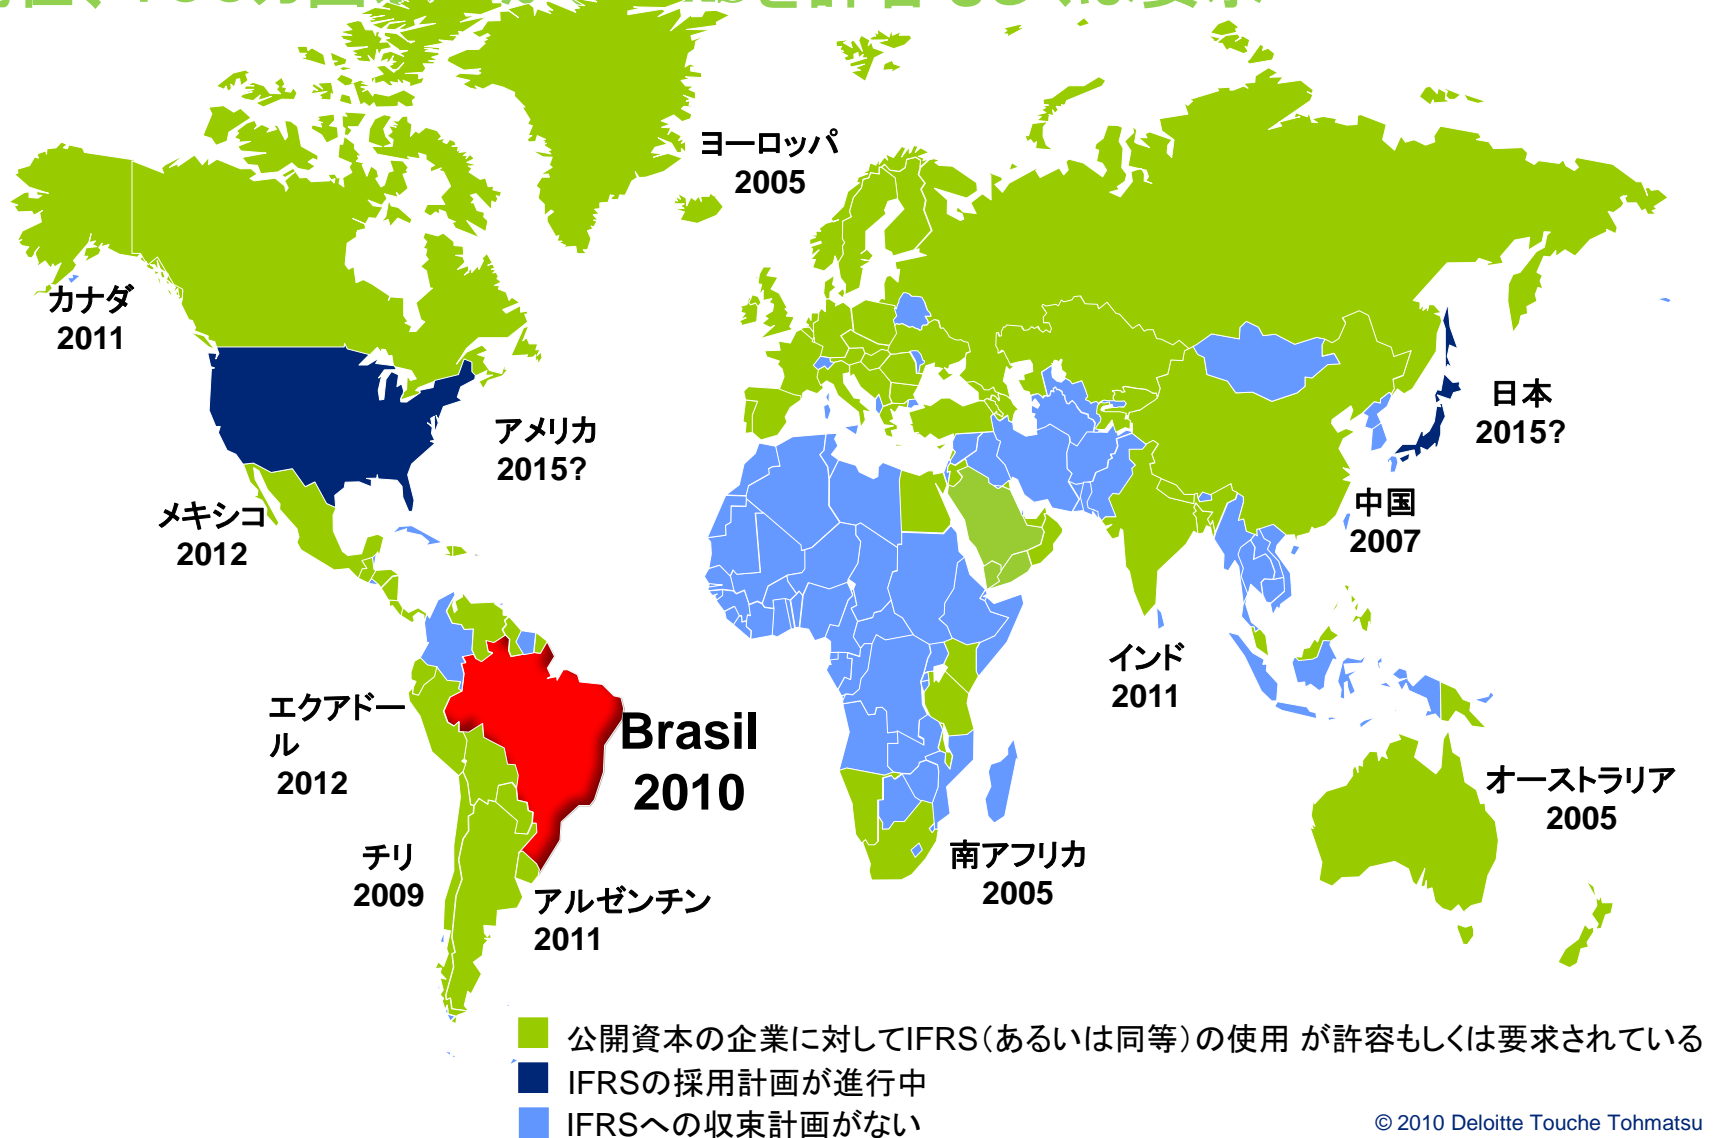 ヨーロッパ
2005
カナダ
2011
アメリカ
2015?
日本
2015?
メキシコ
2012
中国
2007
インド
2011
エクアドー
ル
2012
Brasil
2010
オーストラリア
2005
チリ
2009
南アフリカ
2005
アルゼンチン
2011
公開資本の企業に対してIFRS（あるいは同等）の使用 が許容もしくは要求されている
IFRSの採用計画が進行中
IFRSへの収束計画がない
© 2010 Deloitte Touche Tohmatsu